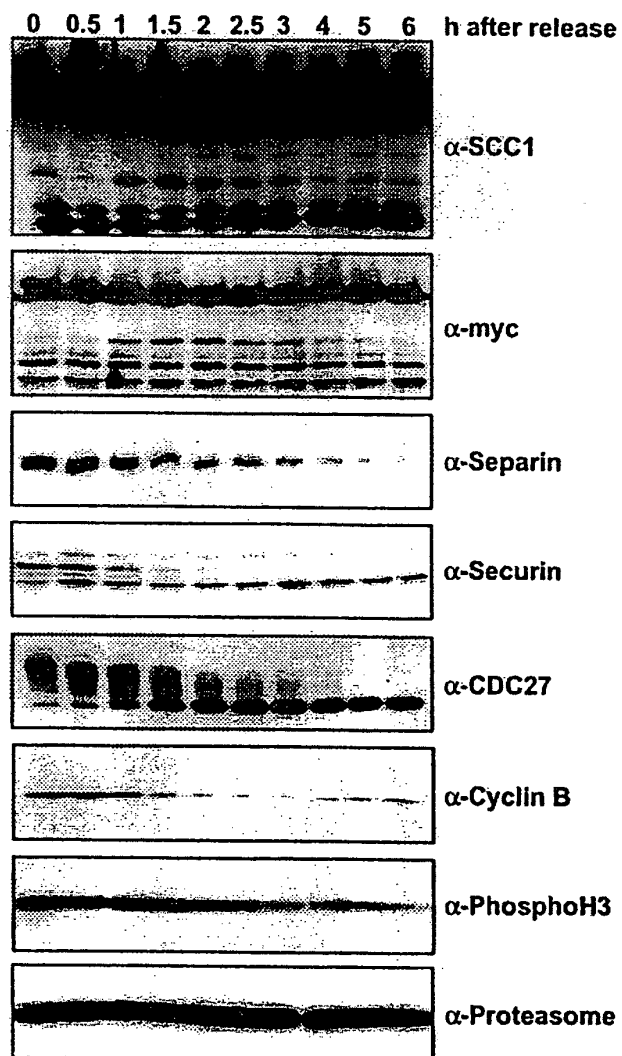 0 0.5 1 1.5 2 2.5 3 4 5 6 h after release
α-SCC1
α-myc
α-Separin
α-Securin
α-CDC27
α-Cyclin B
α-PhosphoH3
α-Proteasome